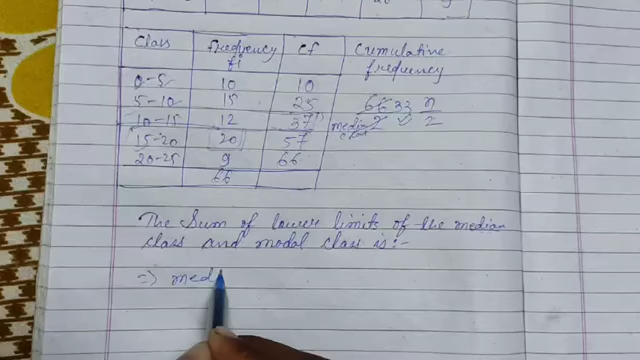 Class frequency fi cf Cumulative frequency
0-5 10 10
5-10 15 25 66 33 n
10-15 12 37 median class 2 2
15-20 20 57
20-25 9 66
66
The Sum of lower limits of the median
class and modal class is:-
=> med